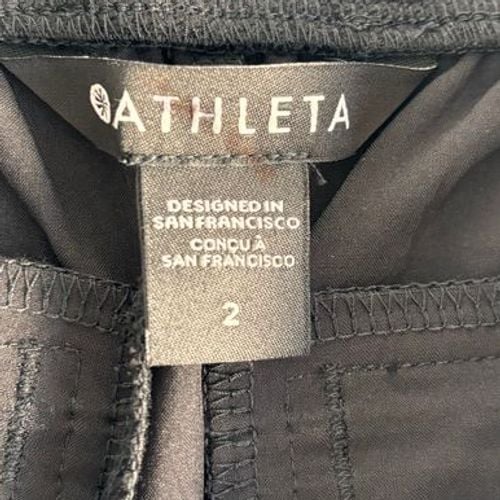 ATHLETA
DESIGNED IN
SAN FRANCISCO
CONÇU À
SAN FRANCISCO
2